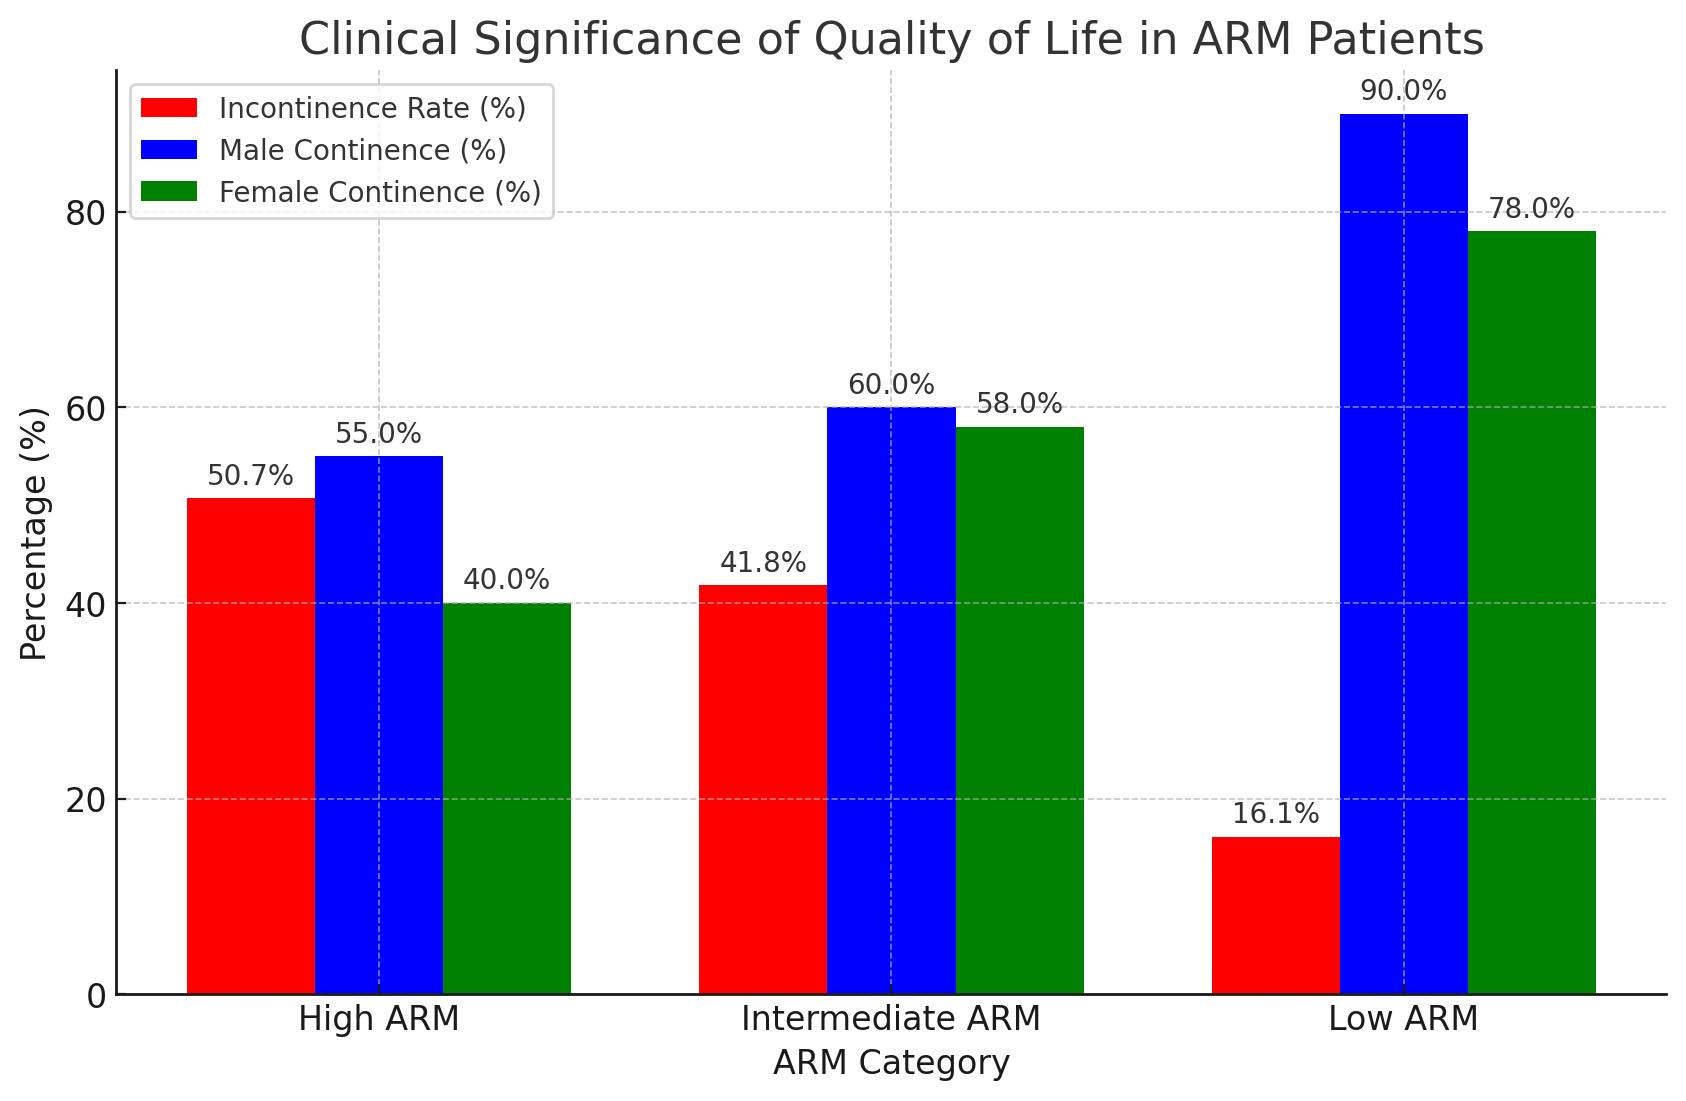 Clinical Significance of Quality of Life in ARM Patients
Incontinence Rate (%)
Male Continence (%)
Female Continence (%)
Percentage (%)
80
60
40
20
0
50.7%
55.0%
40.0%
41.8%
60.0%
58.0%
16.1%
90.0%
78.0%
High ARM
Intermediate ARM
Low ARM
ARM Category